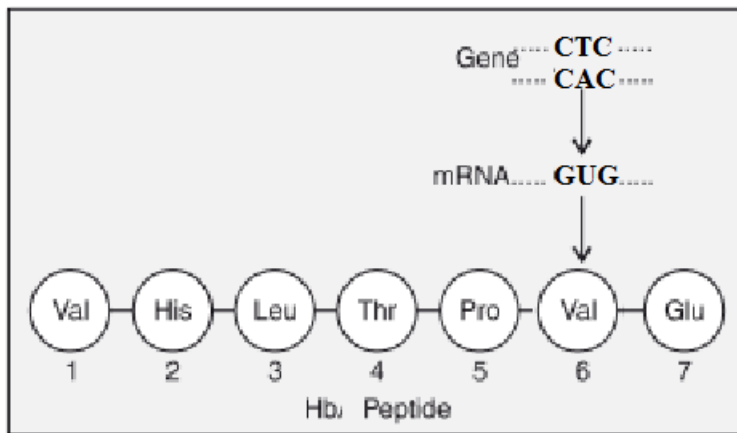 Gene CTC
CAC
mRNA GUG
Val His Leu Thr Pro Val Glu
1 2 3 4 5 6 7
Hb Peptide